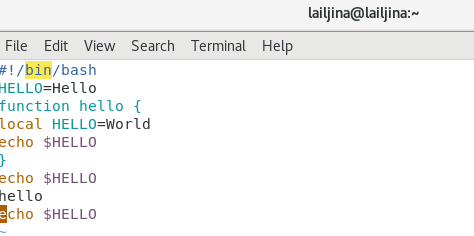 lailjina@lailjina:~
File Edit View Search Terminal Help
#!/bin/bash
HELLO=Hello
function hello {
local HELLO=World
echo $HELLO
}
echo $HELLO
hello
echo $HELLO
~